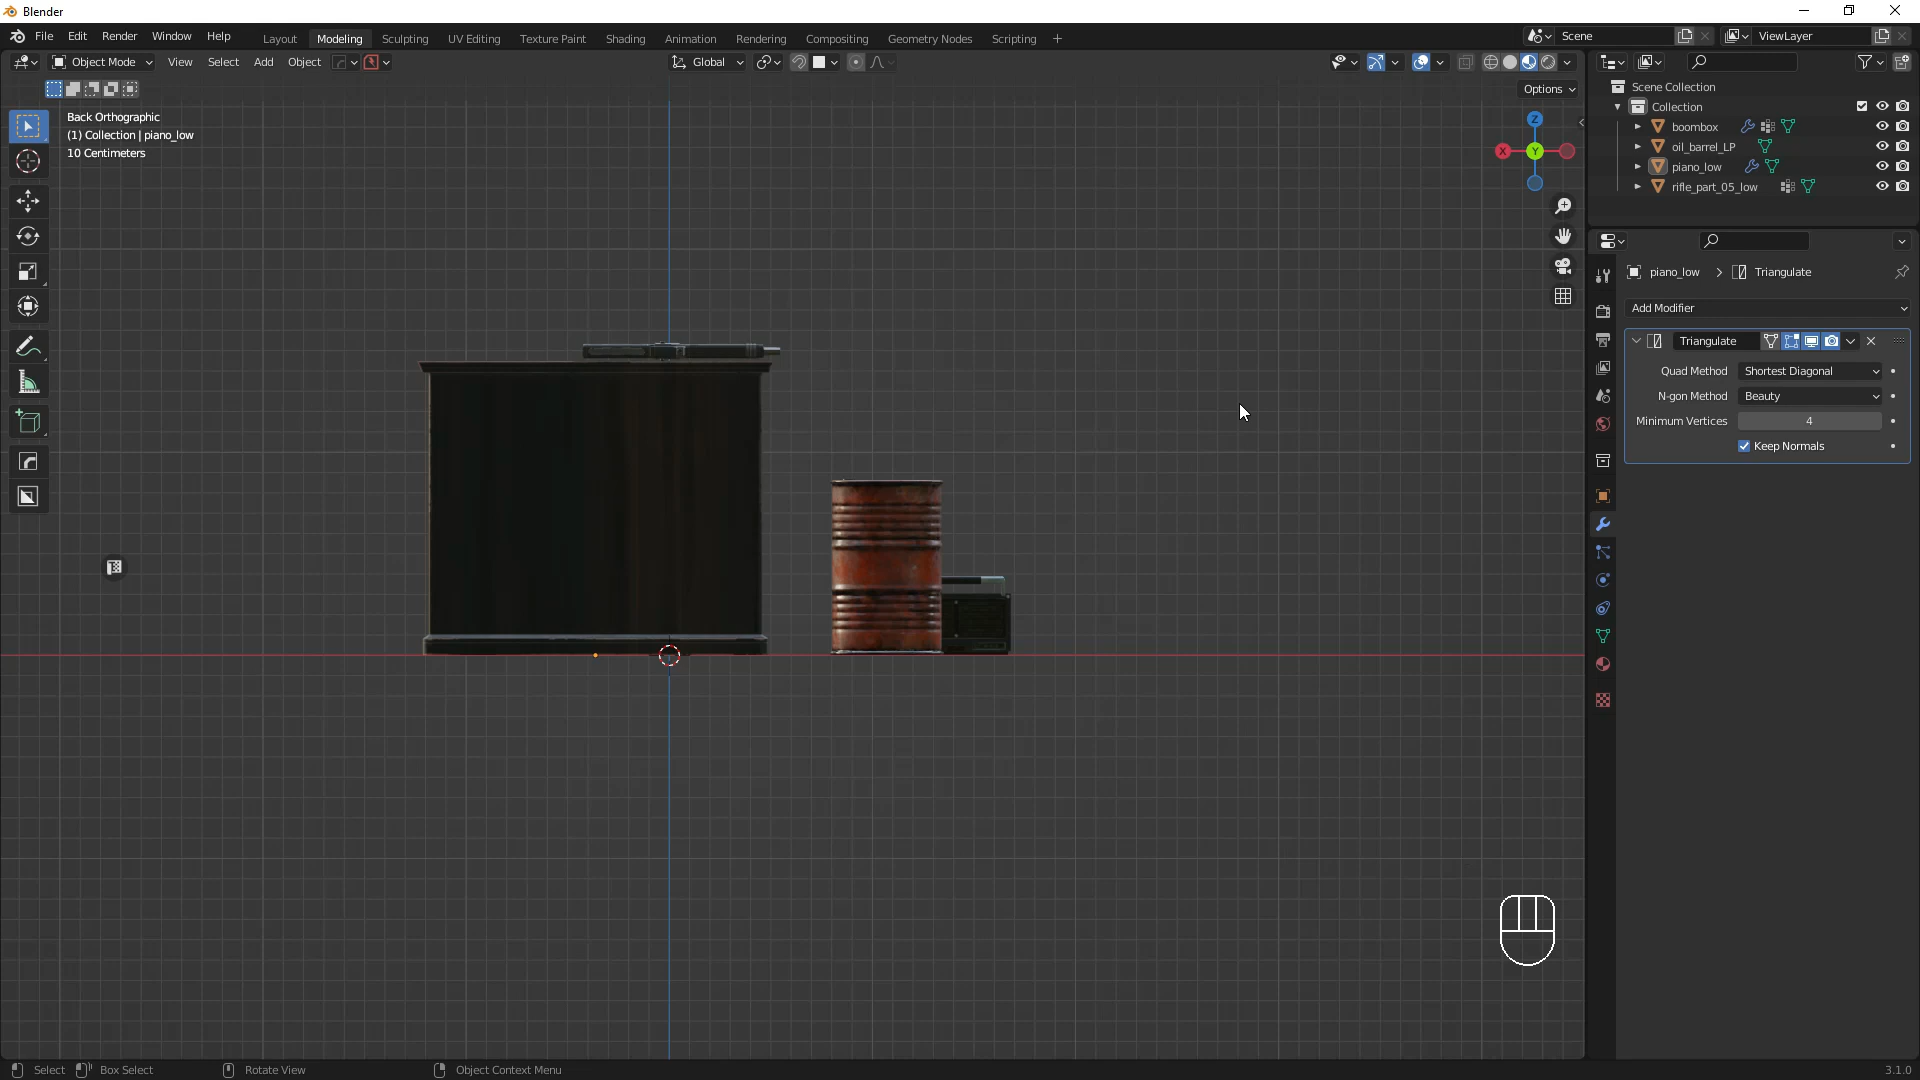 Blender
File Edit Render Window Help Layout Modeling Sculpting UV Editing Texture Paint Shading Animation Rendering Compositing Geometry Nodes Scripting + Scene ViewLayer
Object Mode View Select Add Object Global
Options
Back Orthographic
(1) Collection | piano_low
10 Centimeters
Z
X
Y
Scene Collection
Collection
boombox
oil_barrel_LP
piano_low
rifle_part_05_low
piano_low > Triangulate
Add Modifier
Triangulate
Quad Method Shortest Diagonal
N-gon Method Beauty
Minimum Vertices 4
Keep Normals
Select Box Select Rotate View Object Context Menu 3.1.0